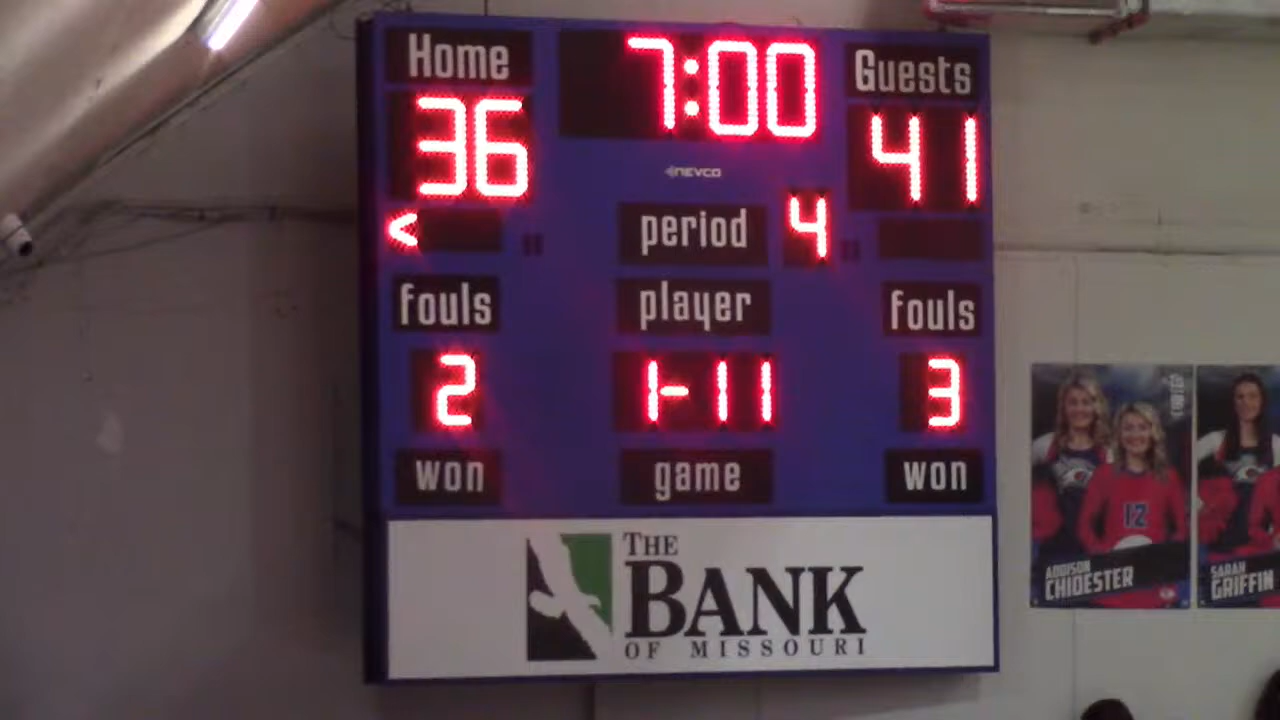 Home
7:00
Guests
36
41
NEVCO
<
period
4
fouls
player
fouls
2
1-11
3
won
game
won
THE
BANK
OF MISSOURI
12
ADDISON
CHIDESTER
SARAH
GRIFFIN